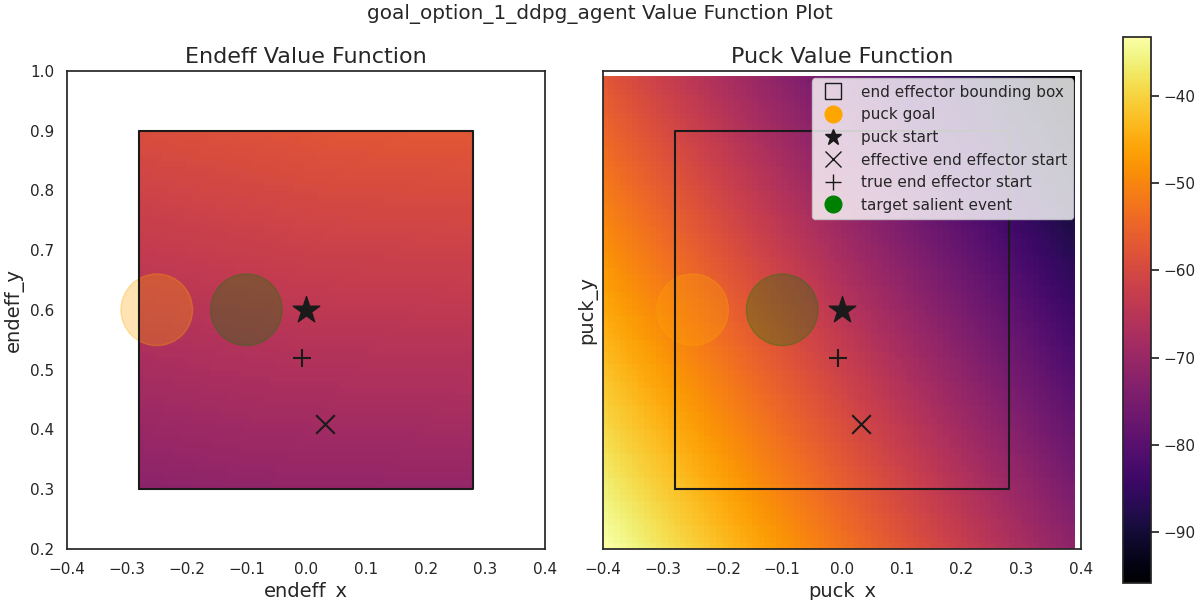 goal_option_1_ddpg_agent Value Function Plot
Endeff Value Function
1.0
0.9
0.8
0.7
0.6
0.5
0.4
0.3
0.2
endeff_y
−0.4 −0.3 −0.2 −0.1 0.0 0.1 0.2 0.3 0.4
endeff_x
Puck Value Function
end effector bounding box
puck goal
puck start
effective end effector start
true end effector start
target salient event
puck_y
−0.4 −0.3 −0.2 −0.1 0.0 0.1 0.2 0.3 0.4
puck_x
−40
−50
−60
−70
−80
−90